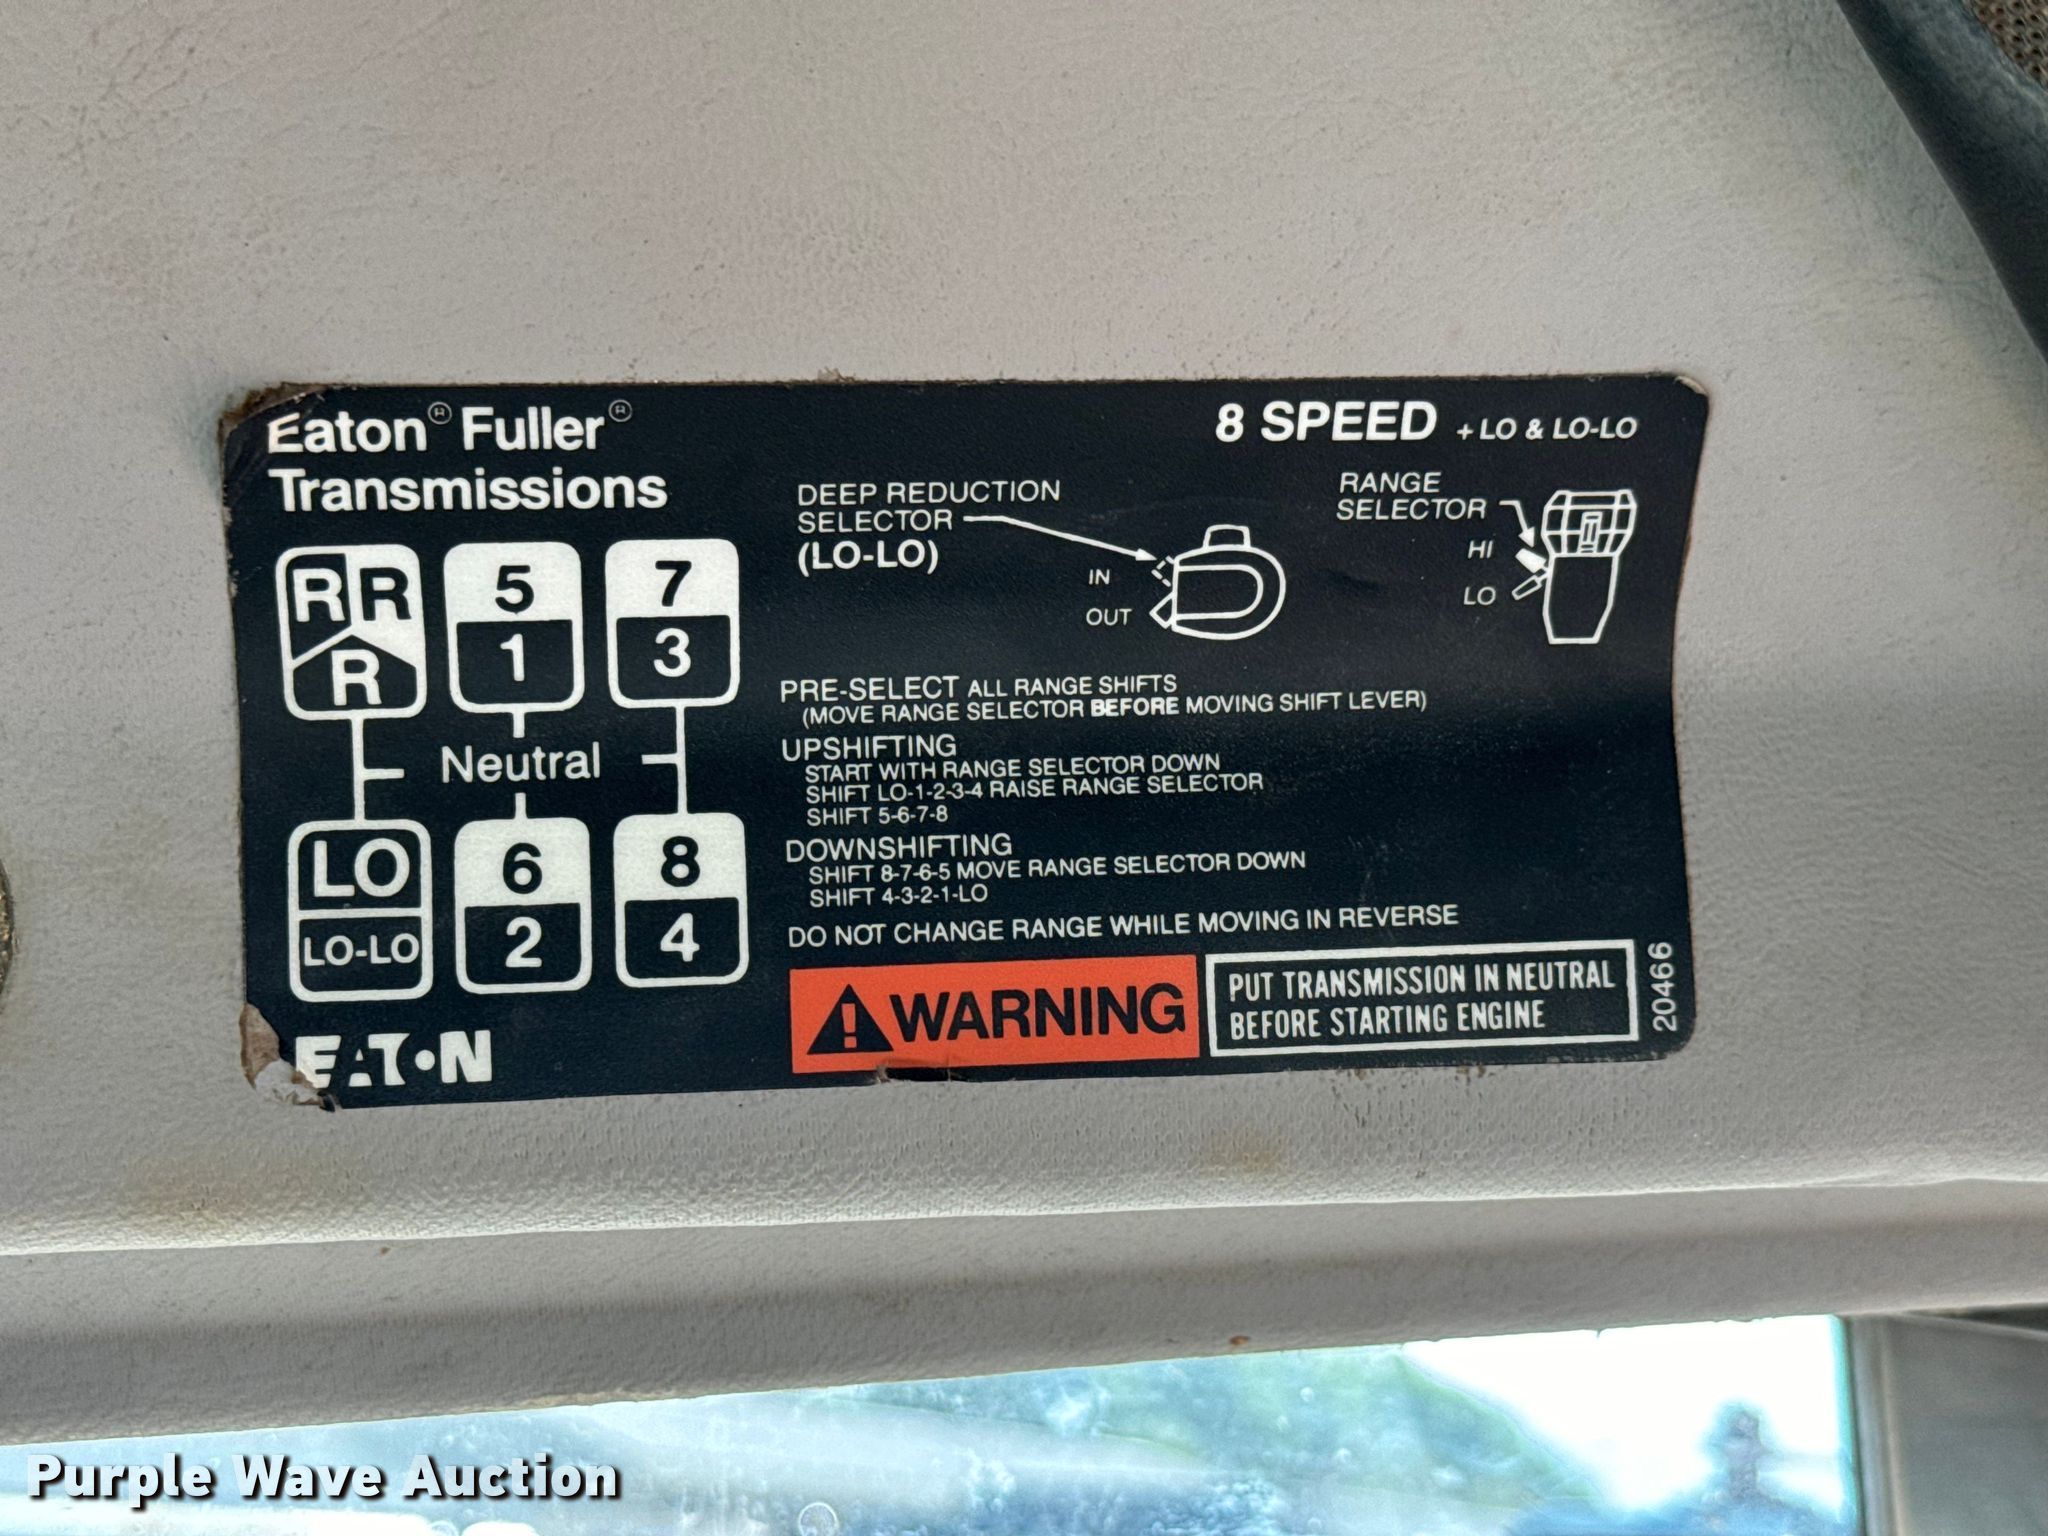 Eaton® Fuller®
Transmissions
8 SPEED + LO & LO-LO
DEEP REDUCTION
SELECTOR
(LO-LO)
IN
OUT
RANGE
SELECTOR
HI
LO
R R
R
5
1
7
3
Neutral
LO
LO-LO
6
2
8
4
PRE-SELECT ALL RANGE SHIFTS
(MOVE RANGE SELECTOR BEFORE MOVING SHIFT LEVER)
UPSHIFTING
START WITH RANGE SELECTOR DOWN
SHIFT LO-1-2-3-4 RAISE RANGE SELECTOR
SHIFT 5-6-7-8
DOWNSHIFTING
SHIFT 8-7-6-5 MOVE RANGE SELECTOR DOWN
SHIFT 4-3-2-1-LO
DO NOT CHANGE RANGE WHILE MOVING IN REVERSE
WARNING
PUT TRANSMISSION IN NEUTRAL
BEFORE STARTING ENGINE
20466
EATON
Purple Wave Auction